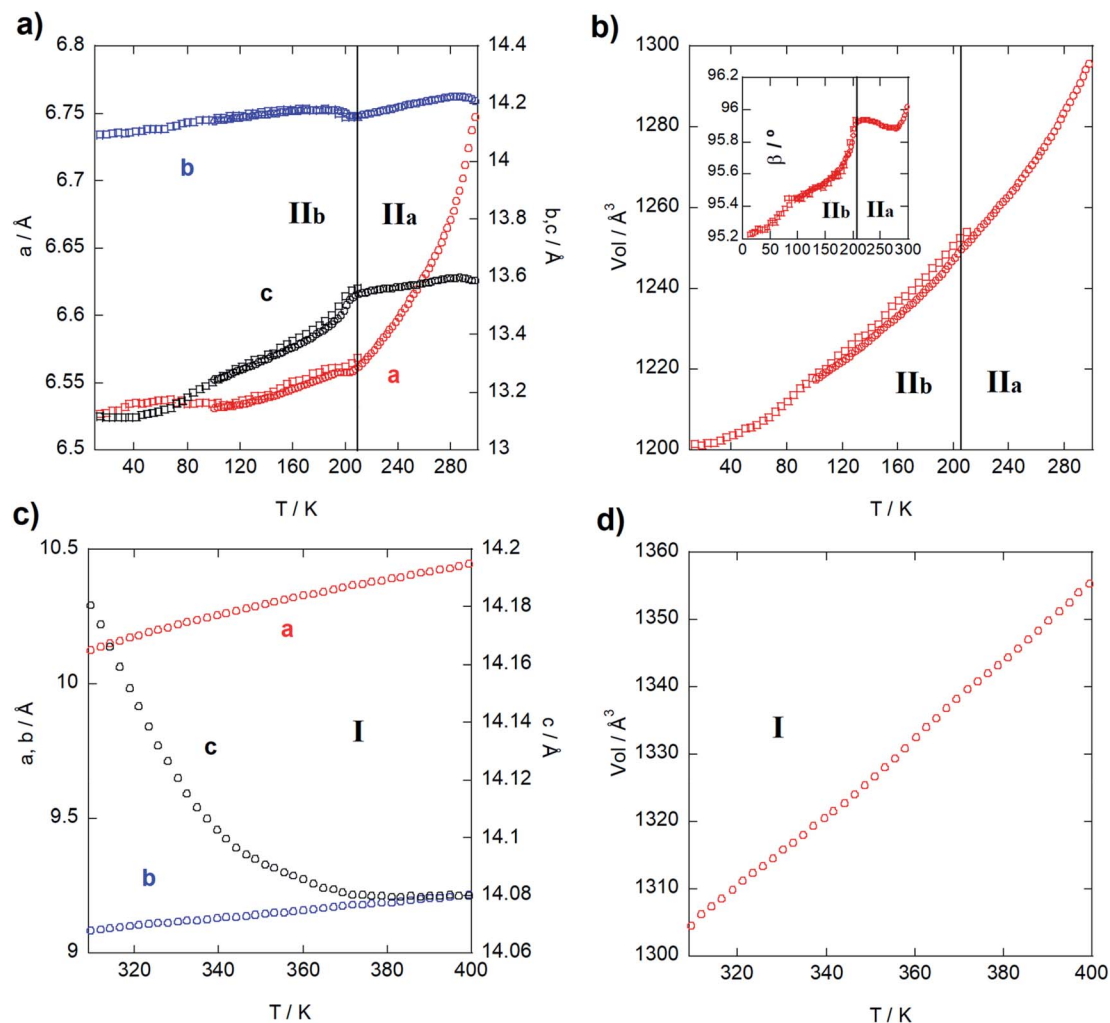 a)
6.8
6.75
6.7
6.65
6.6
6.55
6.5
a / Å
14.4
14.2
14
13.8
13.6
13.4
13.2
13
b,c / Å
b
IIb
IIa
c
a
40 80 120 160 200 240 280
T / K
b)
1300
1280
1260
1240
1220
1200
Vol / Å³
96.2
96
95.8
95.6
95.4
95.2
β / º
IIb
IIa
0 50 100 150 200 250 300
IIb
IIa
40 80 120 160 200 240 280
T / K
c)
10.5
10
9.5
9
a, b / Å
14.2
14.18
14.16
14.14
14.12
14.1
14.08
14.06
c / Å
a
c
I
b
320 340 360 380 400
T / K
d)
1360
1350
1340
1330
1320
1310
1300
Vol / Å³
I
320 340 360 380 400
T / K